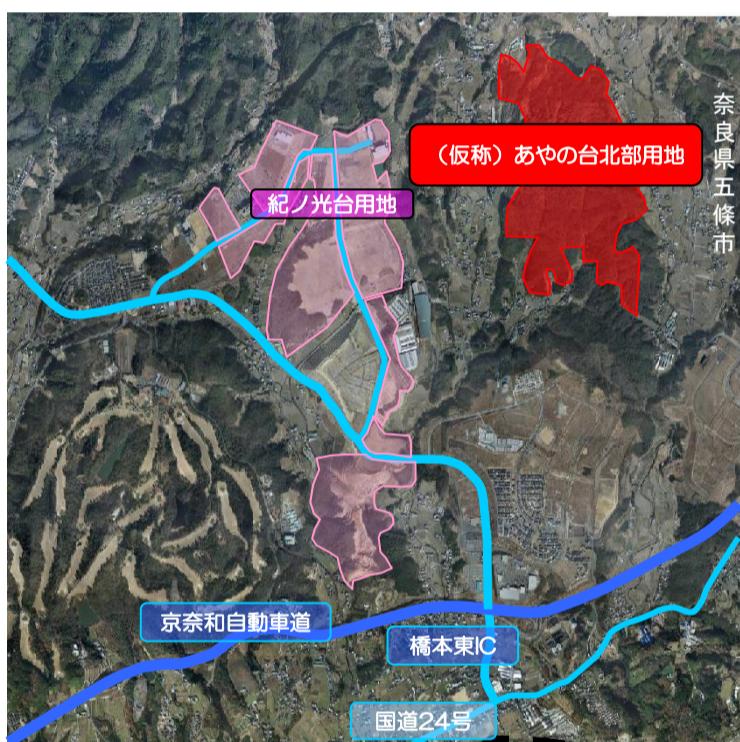 （仮称）あやの台北部用地
奈良県五條市
紀ノ光台用地
京奈和自動車道
橋本東IC
国道24号